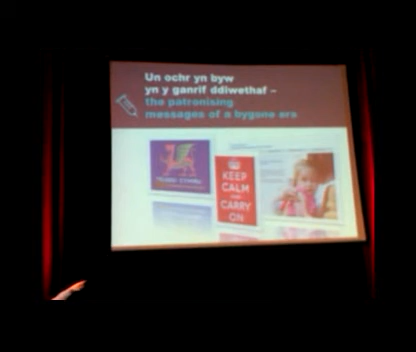 Un ochr yn byw
yn y ganrif ddiwethaf –
the patronising
messages of a bygone era
KEEP
CALM
AND
CARRY
ON